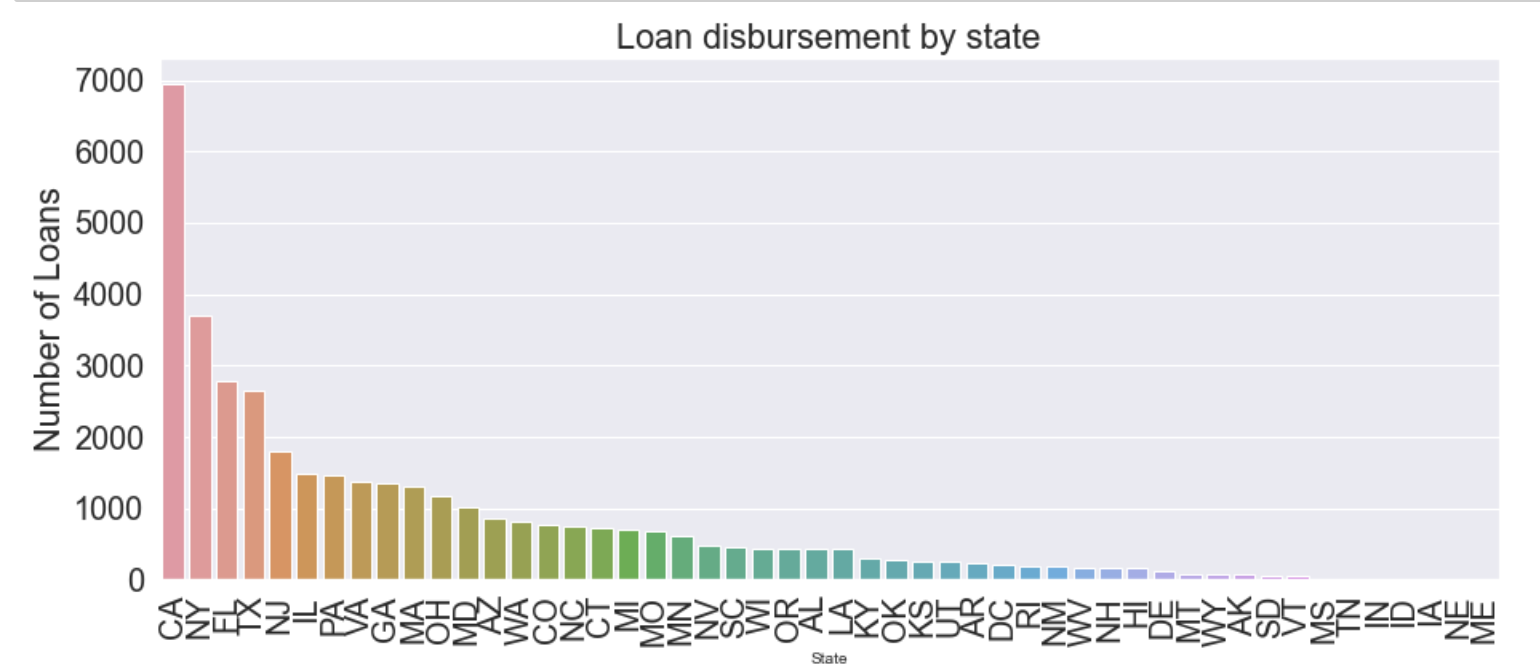 Loan disbursement by state
Number of Loans
7000
6000
5000
4000
3000
2000
1000
0
CA NY FL TX NJ IL PA VA GA MA OH MD AZ WA CO NC CT MI MO MN NV SC WI OR AL LA KY OK KS UT AR DC RI NM WV NH HI DE MT WY AK SD VT MS TN IN ID IA NE ME
State